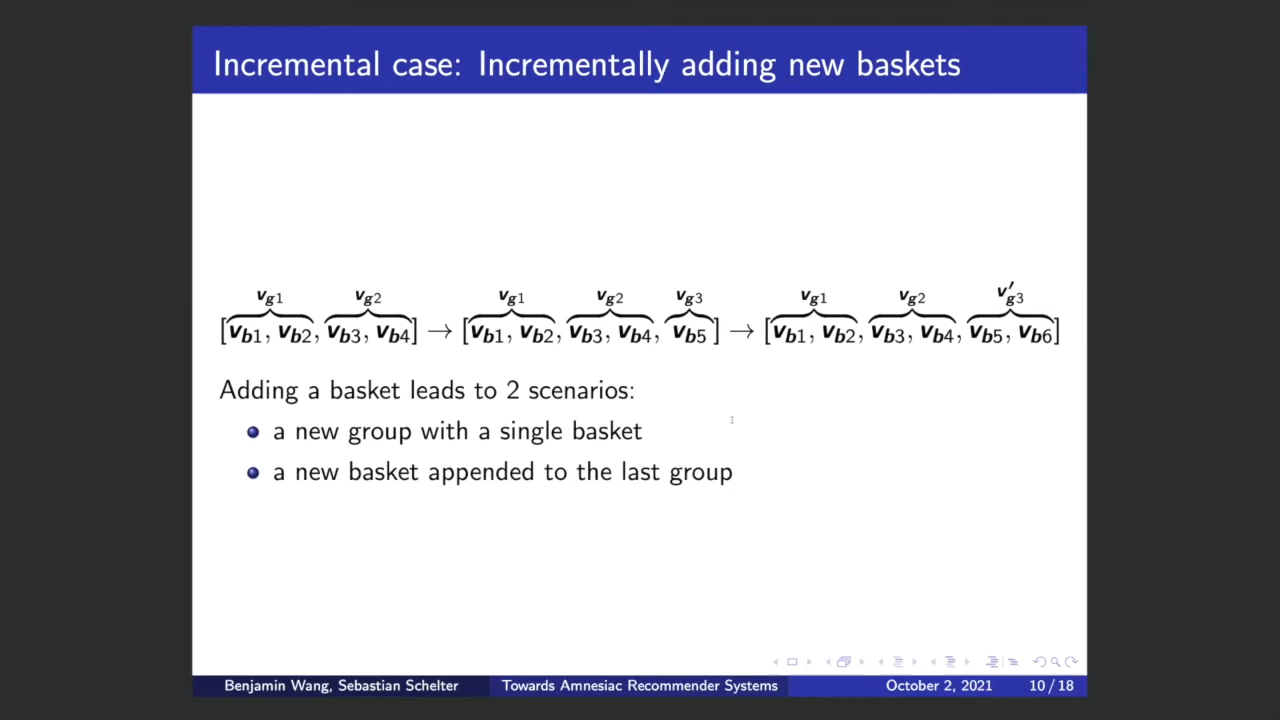 Incremental case: Incrementally adding new baskets
v_g1 v_g2 v_g1 v_g2 v_g3 v_g1 v_g2 v′_g3
[v_b1, v_b2, v_b3, v_b4] → [v_b1, v_b2, v_b3, v_b4, v_b5] → [v_b1, v_b2, v_b3, v_b4, v_b5, v_b6]
Adding a basket leads to 2 scenarios:
a new group with a single basket
a new basket appended to the last group
Benjamin Wang, Sebastian Schelter Towards Amnesiac Recommender Systems October 2, 2021 10 / 18